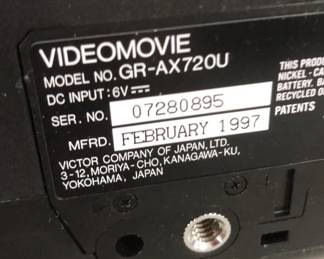 VIDEOMOVIE
MODEL NO. GR-AX720U
DC INPUT : 6V ⎓
SER. NO. 07280895
MFRD. FEBRUARY 1997
VICTOR COMPANY OF JAPAN, LTD.
3-12, MORIYA-CHO, KANAGAWA-KU,
YOKOHAMA, JAPAN
THIS PRODU
NICKEL-CA
BATTERY. BA
RECYCLED O
PATENTS